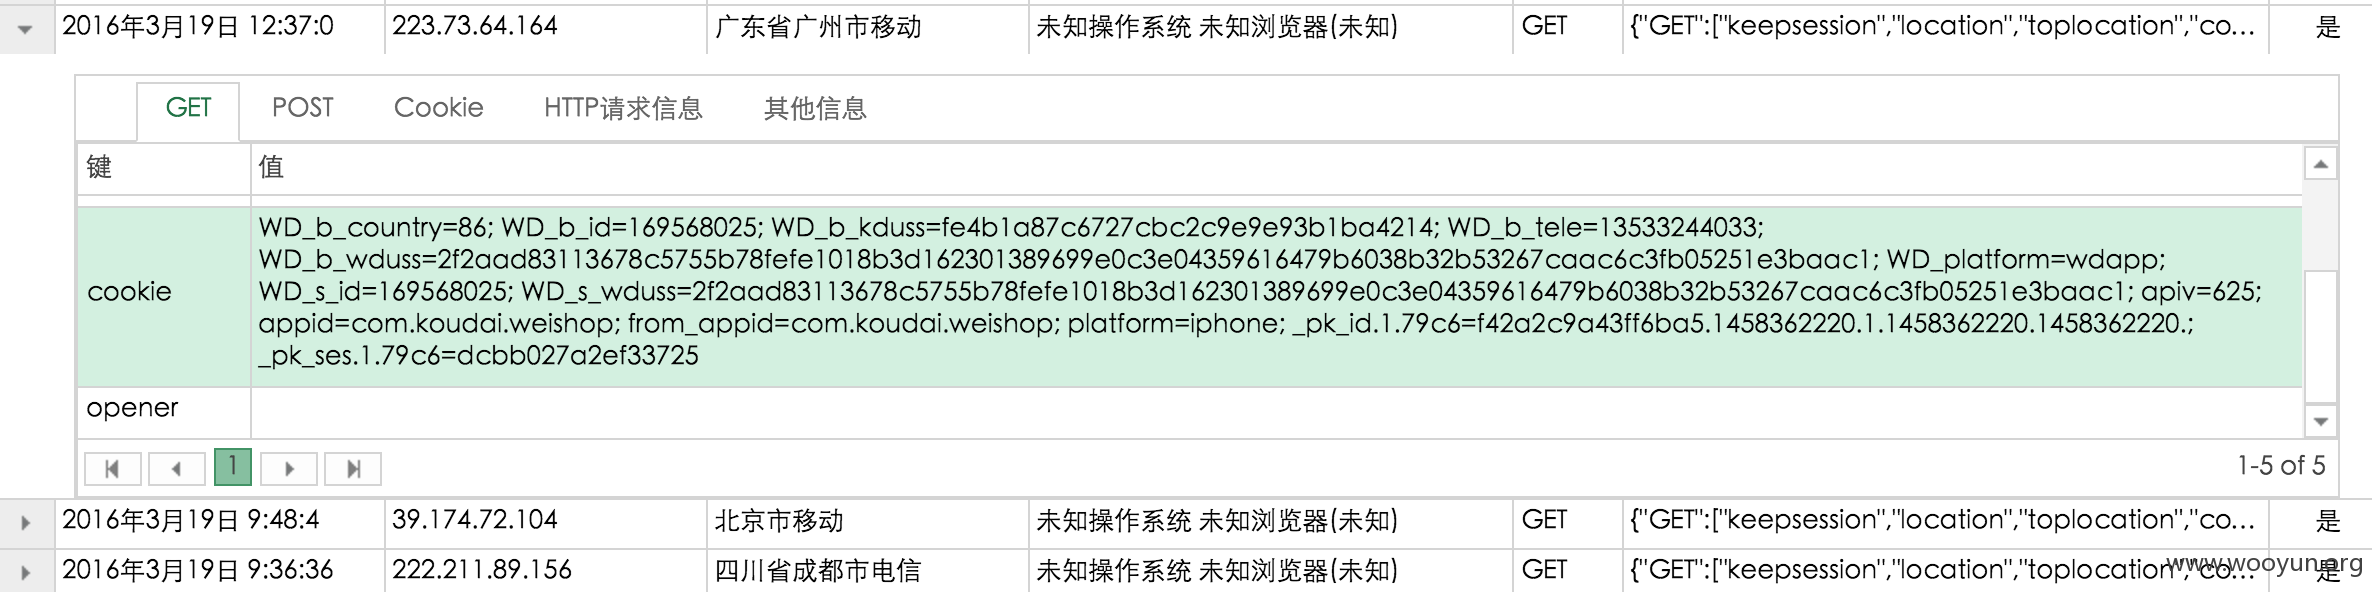 2016年3月19日 12:37:0 223.73.64.164 广东省广州市移动 未知操作系统 未知浏览器(未知) GET {"GET":["keepsession","location","toplocation","co... 是
GET POST Cookie HTTP请求信息 其他信息
键 值
cookie
WD_b_country=86; WD_b_id=169568025; WD_b_kduss=fe4b1a87c6727cbc2c9e9e93b1ba4214; WD_b_tele=13533244033;
WD_b_wduss=2f2aad83113678c5755b78fefe1018b3d162301389699e0c3e04359616479b6038b32b53267caac6c3fb05251e3baac1; WD_platform=wdapp;
WD_s_id=169568025; WD_s_wduss=2f2aad83113678c5755b78fefe1018b3d162301389699e0c3e04359616479b6038b32b53267caac6c3fb05251e3baac1; apiv=625;
appid=com.koudai.weishop; from_appid=com.koudai.weishop; platform=iphone; _pk_id.1.79c6=f42a2c9a43ff6ba5.1458362220.1.1458362220.1458362220.;
_pk_ses.1.79c6=dcbb027a2ef33725
opener
1 1-5 of 5
2016年3月19日 9:48:4 39.174.72.104 北京市移动 未知操作系统 未知浏览器(未知) GET {"GET":["keepsession","location","toplocation","co... 是
2016年3月19日 9:36:36 222.211.89.156 四川省成都市电信 未知操作系统 未知浏览器(未知) GET {"GET":["keepsession","location","toplocation","co... 是
www.wooyun.org